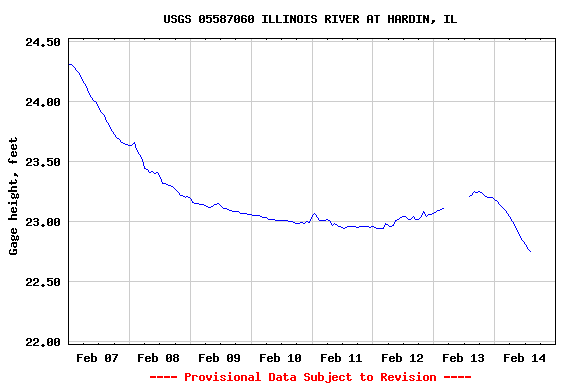 USGS 05587060 ILLINOIS RIVER AT HARDIN, IL
Gage height, feet
24.50
24.00
23.50
23.00
22.50
22.00
Feb 07 Feb 08 Feb 09 Feb 10 Feb 11 Feb 12 Feb 13 Feb 14
---- Provisional Data Subject to Revision ----